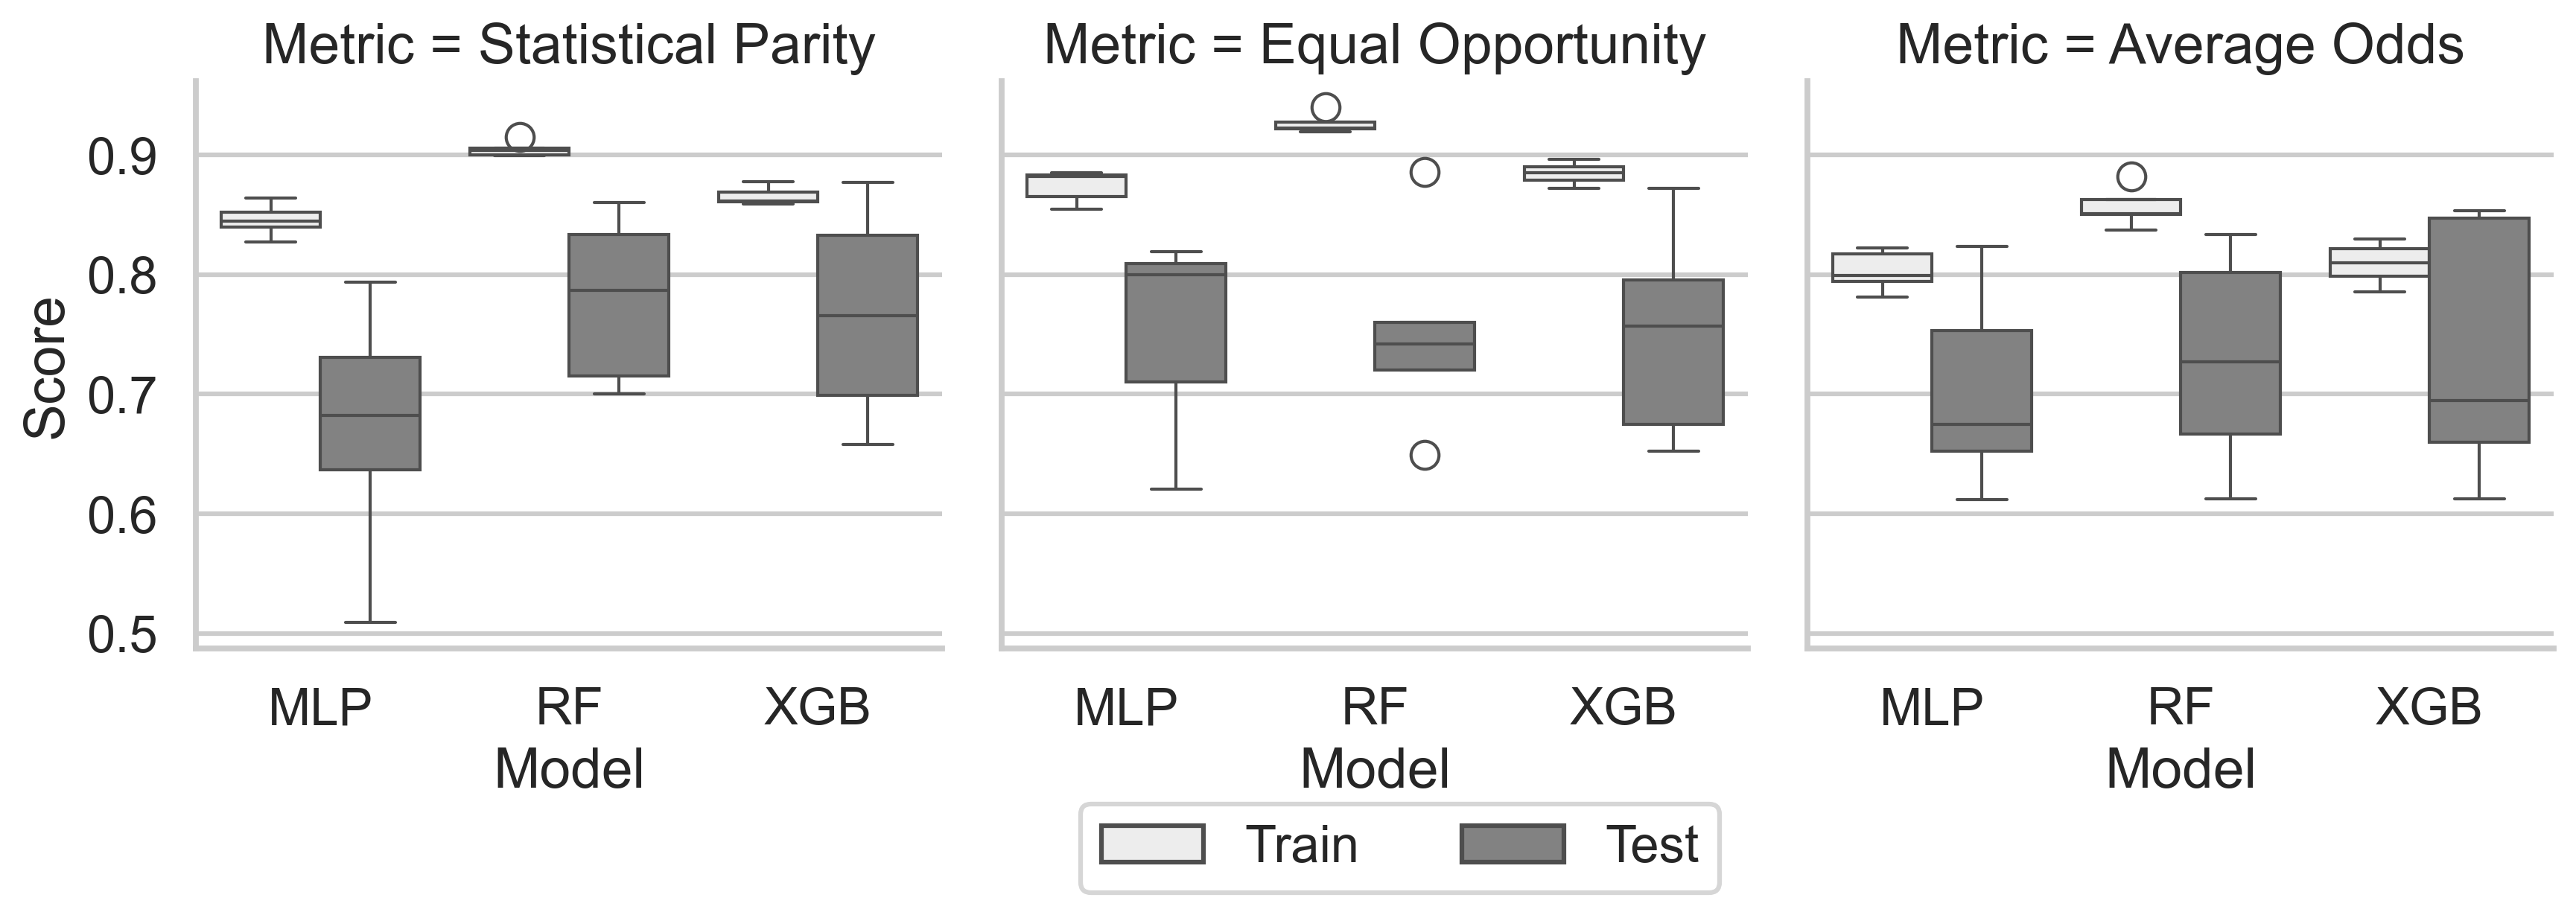 Metric = Statistical Parity
Metric = Equal Opportunity
Metric = Average Odds
Score
0.9
0.8
0.7
0.6
0.5
MLP RF XGB
MLP RF XGB
MLP RF XGB
Model
Model
Model
Train
Test